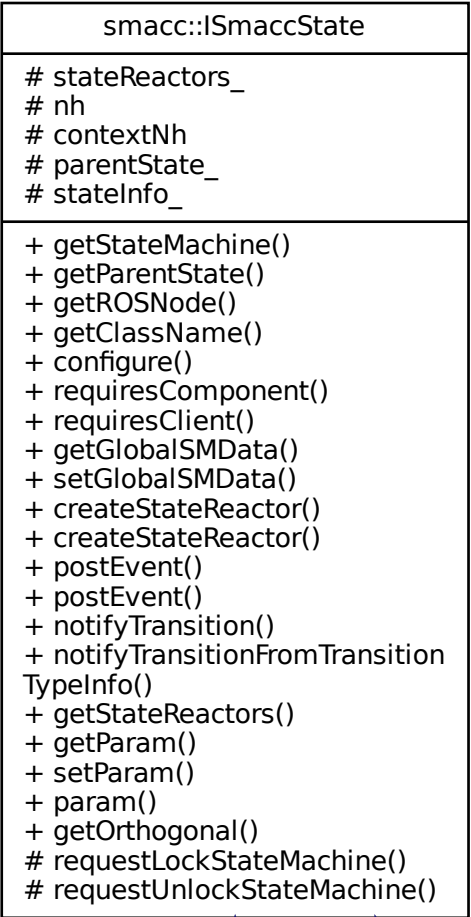 smacc::ISmaccState
# stateReactors_
# nh
# contextNh
# parentState_
# stateInfo_
+ getStateMachine()
+ getParentState()
+ getROSNode()
+ getClassName()
+ configure()
+ requiresComponent()
+ requiresClient()
+ getGlobalSMData()
+ setGlobalSMData()
+ createStateReactor()
+ createStateReactor()
+ postEvent()
+ postEvent()
+ notifyTransition()
+ notifyTransitionFromTransition
TypeInfo()
+ getStateReactors()
+ getParam()
+ setParam()
+ param()
+ getOrthogonal()
# requestLockStateMachine()
# requestUnlockStateMachine()